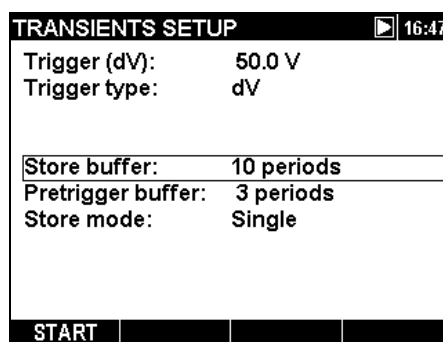 TRANSIENTS SETUP 16:47
Trigger (dV): 50.0 V
Trigger type: dV
Store buffer: 10 periods
Pretrigger buffer: 3 periods
Store mode: Single
START